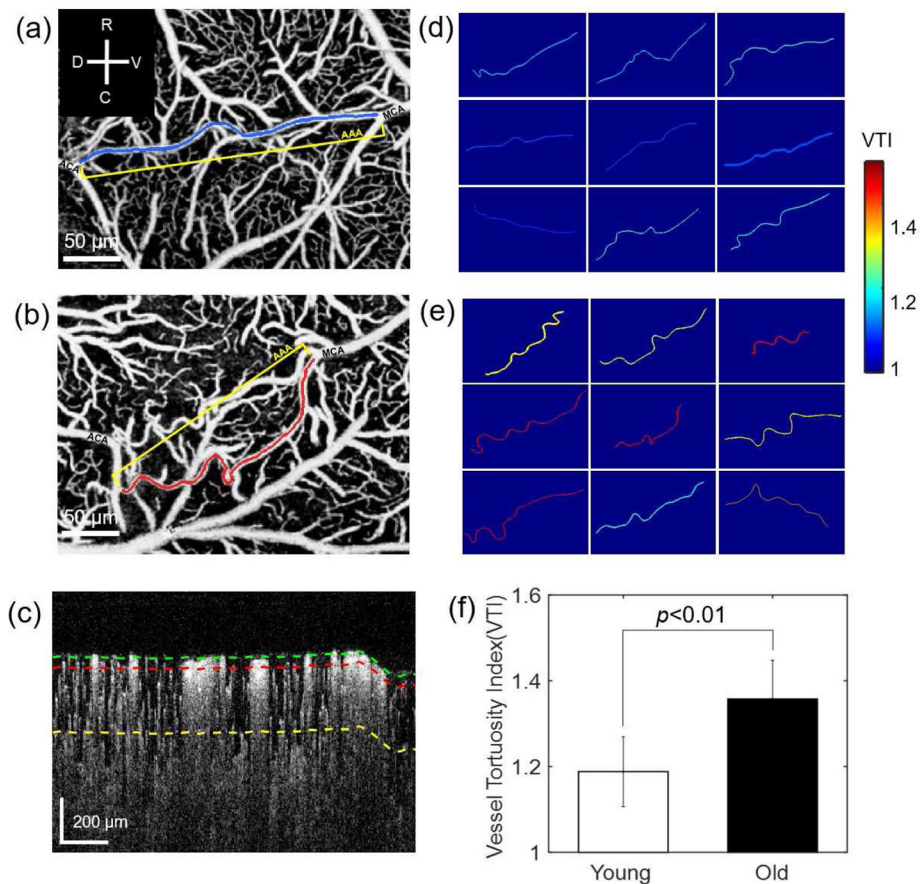 (a)
R
D V
C
ACA
AAA
MCA
50 µm
(b)
AAA
MCA
ACA
50 µm
(c)
200 µm
(d)
VTI
1.4
1.2
1
(e)
(f)
Vessel Tortuosity Index(VTI)
1.6
1.4
1.2
1
p<0.01
Young Old